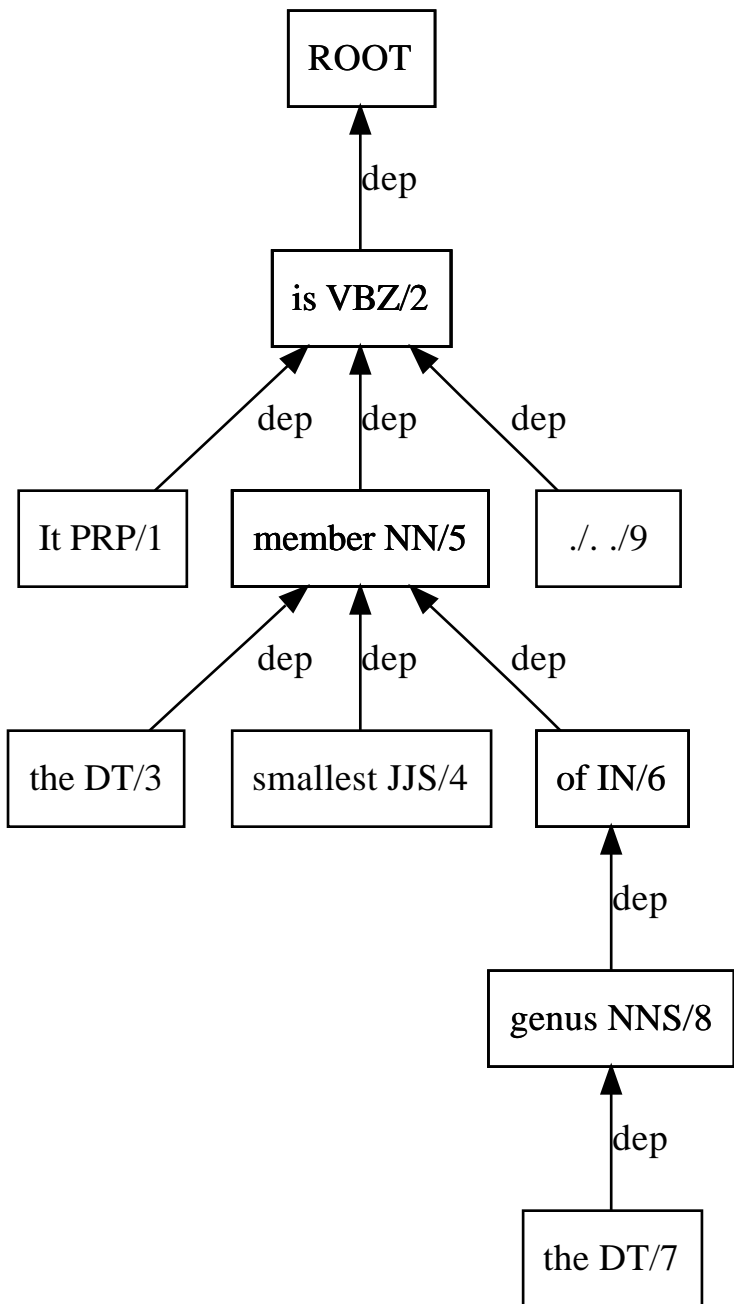 ROOT
dep
is VBZ/2
dep dep dep
It PRP/1 member NN/5 ./. ./9
dep dep dep
the DT/3 smallest JJS/4 of IN/6
dep
genus NNS/8
dep
the DT/7